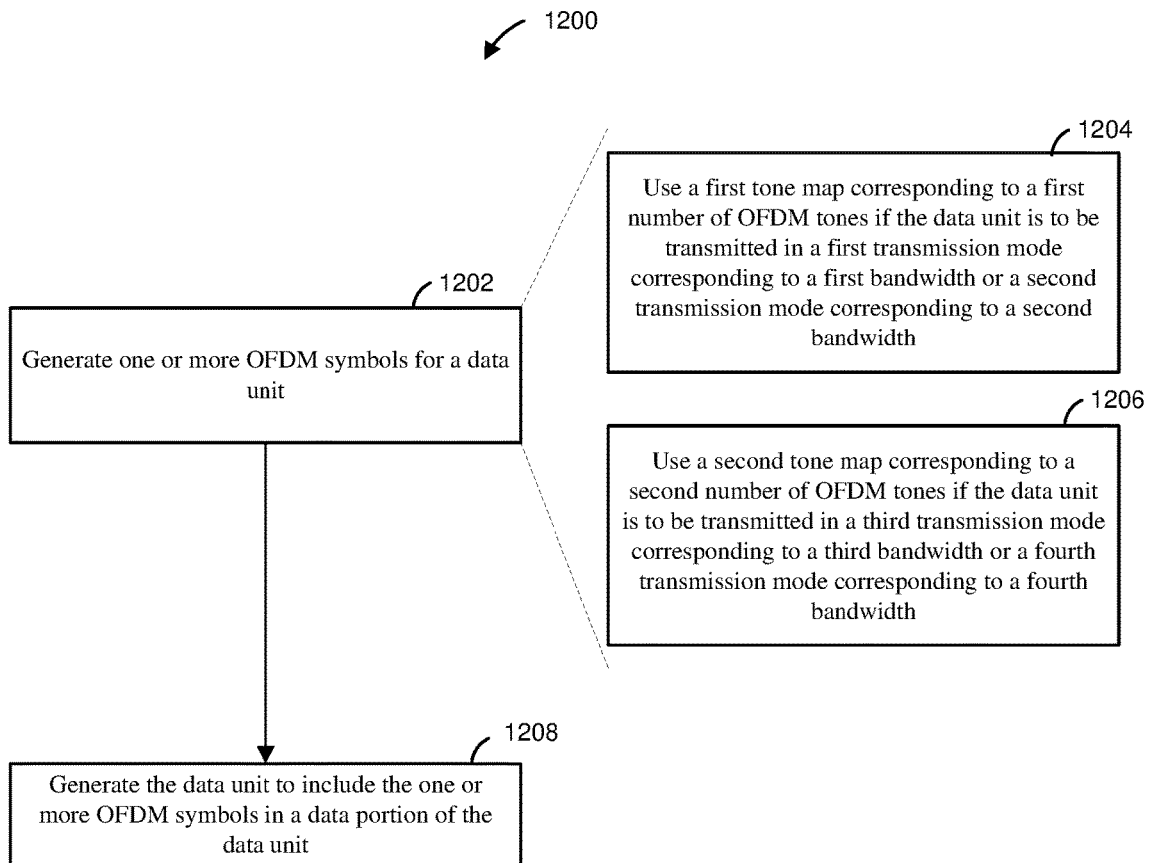 1200
1204
Use a first tone map corresponding to a first
number of OFDM tones if the data unit is to be
transmitted in a first transmission mode
corresponding to a first bandwidth or a second
transmission mode corresponding to a second
bandwidth
1202
Generate one or more OFDM symbols for a data
unit
1206
Use a second tone map corresponding to a
second number of OFDM tones if the data unit
is to be transmitted in a third transmission mode
corresponding to a third bandwidth or a fourth
transmission mode corresponding to a fourth
bandwidth
1208
Generate the data unit to include the one or
more OFDM symbols in a data portion of the
data unit